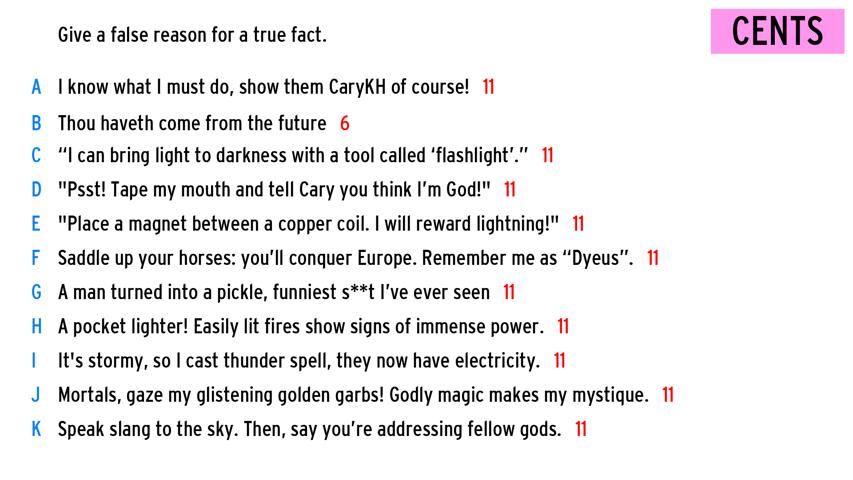 Give a false reason for a true fact.
CENTS
A I know what I must do, show them CaryKH of course! 11
B Thou haveth come from the future 6
C “I can bring light to darkness with a tool called ‘flashlight’.” 11
D "Psst! Tape my mouth and tell Cary you think I’m God!" 11
E "Place a magnet between a copper coil. I will reward lightning!" 11
F Saddle up your horses: you’ll conquer Europe. Remember me as “Dyeus”. 11
G A man turned into a pickle, funniest s**t I’ve ever seen 11
H A pocket lighter! Easily lit fires show signs of immense power. 11
I It's stormy, so I cast thunder spell, they now have electricity. 11
J Mortals, gaze my glistening golden garbs! Godly magic makes my mystique. 11
K Speak slang to the sky. Then, say you’re addressing fellow gods. 11